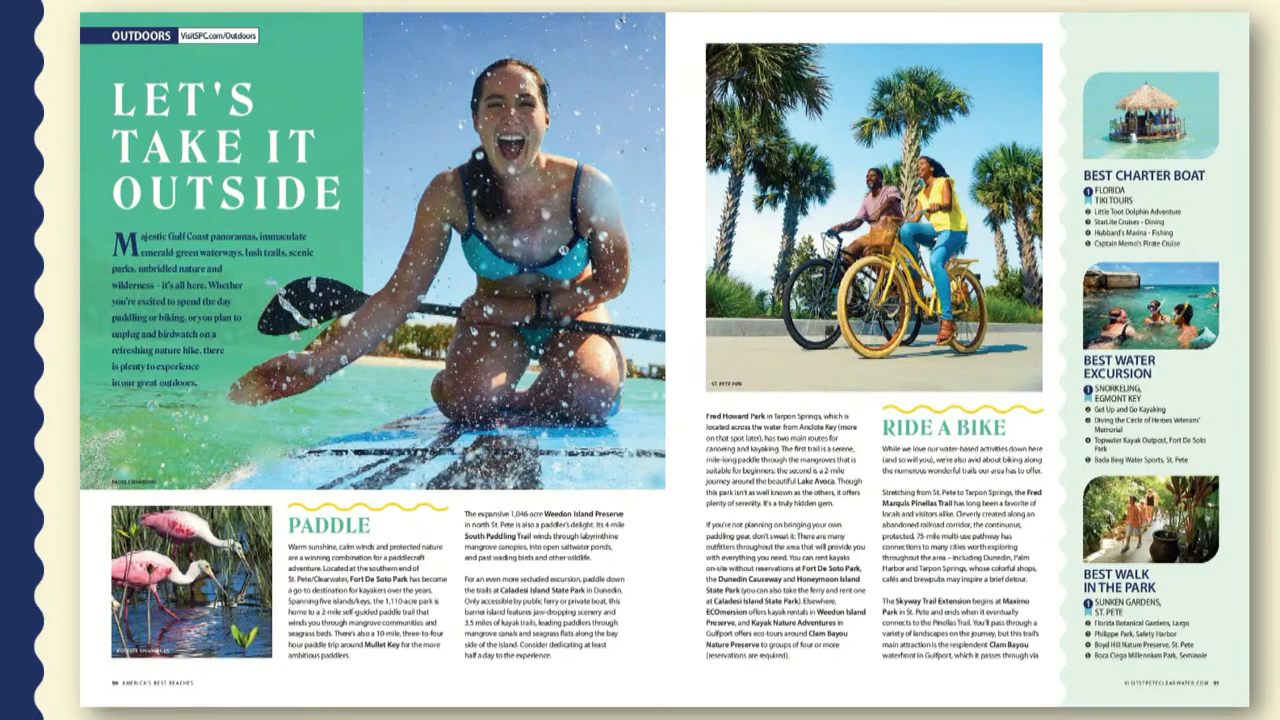 OUTDOORS VisitSPC.com/Outdoors
LET'S
TAKE IT
OUTSIDE
Majestic Gulf Coast panoramas, immaculate
emerald-green waterways, lush trails, scenic
parks, unbridled nature and
wilderness – it's all here. Whether
you're excited to spend the day
paddling or biking, or you plan to
unplug and birdwatch on a
refreshing nature hike, there
is plenty to experience
in our great outdoors.
PADDLEBOARDING
ROSEATE SPOONBILLS
PADDLE
Warm sunshine, calm winds and protected nature
are a winning combination for a paddlecraft
adventure. Located at the southern end of
St. Pete/Clearwater, Fort De Soto Park has become
a go-to destination for kayakers over the years.
Spanning five islands/keys, the 1,110-acre park is
home to a 2-mile self-guided paddle trail that
winds you through mangrove communities and
seagrass beds. There's also a 10-mile, three-to-four
hour paddle trip around Mullet Key for the more
ambitious paddlers.
The expansive 1,046-acre Weedon Island Preserve
in north St. Pete is also a paddler's delight. Its 4-mile
South Paddling Trail winds through labyrinthine
mangrove canopies, into open saltwater ponds,
and past wading birds and other wildlife.
For an even more secluded excursion, paddle down
the trails at Caladesi Island State Park in Dunedin.
Only accessible by public ferry or private boat, this
barrier island features jaw-dropping scenery and
3.5 miles of kayak trails, leading paddlers through
mangrove canals and seagrass flats along the bay
side of the island. Consider dedicating at least
half a day to the experience.
50 AMERICA'S BEST BEACHES
ST. PETE PIER
Fred Howard Park in Tarpon Springs, which is
located across the water from Anclote Key (more
on that spot later), has two main routes for
canoeing and kayaking. The first trail is a serene,
mile-long paddle through the mangroves that is
suitable for beginners; the second is a 2-mile
journey around the beautiful Lake Avoca. Though
this park isn't as well known as the others, it offers
plenty of serenity. It's a truly hidden gem.
If you're not planning on bringing your own
paddling gear, don't sweat it: There are many
outfitters throughout the area that will provide you
with everything you need. You can rent kayaks
on-site without reservations at Fort De Soto Park,
the Dunedin Causeway and Honeymoon Island
State Park (you can also take the ferry and rent one
at Caladesi Island State Park). Elsewhere,
ECOmersion offers kayak rentals in Weedon Island
Preserve, and Kayak Nature Adventures in
Gulfport offers eco-tours around Clam Bayou
Nature Preserve to groups of four or more
(reservations are required).
RIDE A BIKE
While we love our water-based activities down here
(and so will you), we're also avid about biking along
the numerous wonderful trails our area has to offer.
Stretching from St. Pete to Tarpon Springs, the Fred
Marquis Pinellas Trail has long been a favorite of
locals and visitors alike. Cleverly created along an
abandoned railroad corridor, the continuous,
protected, 75-mile multi-use pathway has
connections to many cities worth exploring
throughout the area – including Dunedin, Palm
Harbor and Tarpon Springs, whose colorful shops,
cafés and brewpubs may inspire a brief detour.
The Skyway Trail Extension begins at Maximo
Park in St. Pete and ends when it eventually
connects to the Pinellas Trail. You'll pass through a
variety of landscapes on the journey, but this trail's
main attraction is the resplendent Clam Bayou
waterfront in Gulfport, which it passes through via
BEST CHARTER BOAT
1 FLORIDA
TIKI TOURS
2 Little Toot Dolphin Adventure
3 StarLite Cruises - Dining
4 Hubbard's Marina - Fishing
5 Captain Memo's Pirate Cruise
BEST WATER
EXCURSION
1 SNORKELING,
EGMONT KEY
2 Get Up and Go Kayaking
3 Diving the Circle of Heroes Veterans'
Memorial
4 Topwater Kayak Outpost, Fort De Soto
Park
5 Bada Bing Water Sports, St. Pete
BEST WALK
IN THE PARK
1 SUNKEN GARDENS,
ST. PETE
2 Florida Botanical Gardens, Largo
3 Philippe Park, Safety Harbor
4 Boyd Hill Nature Preserve, St. Pete
5 Boca Ciega Millennium Park, Seminole
VISITSTPETECLEARWATER.COM 51